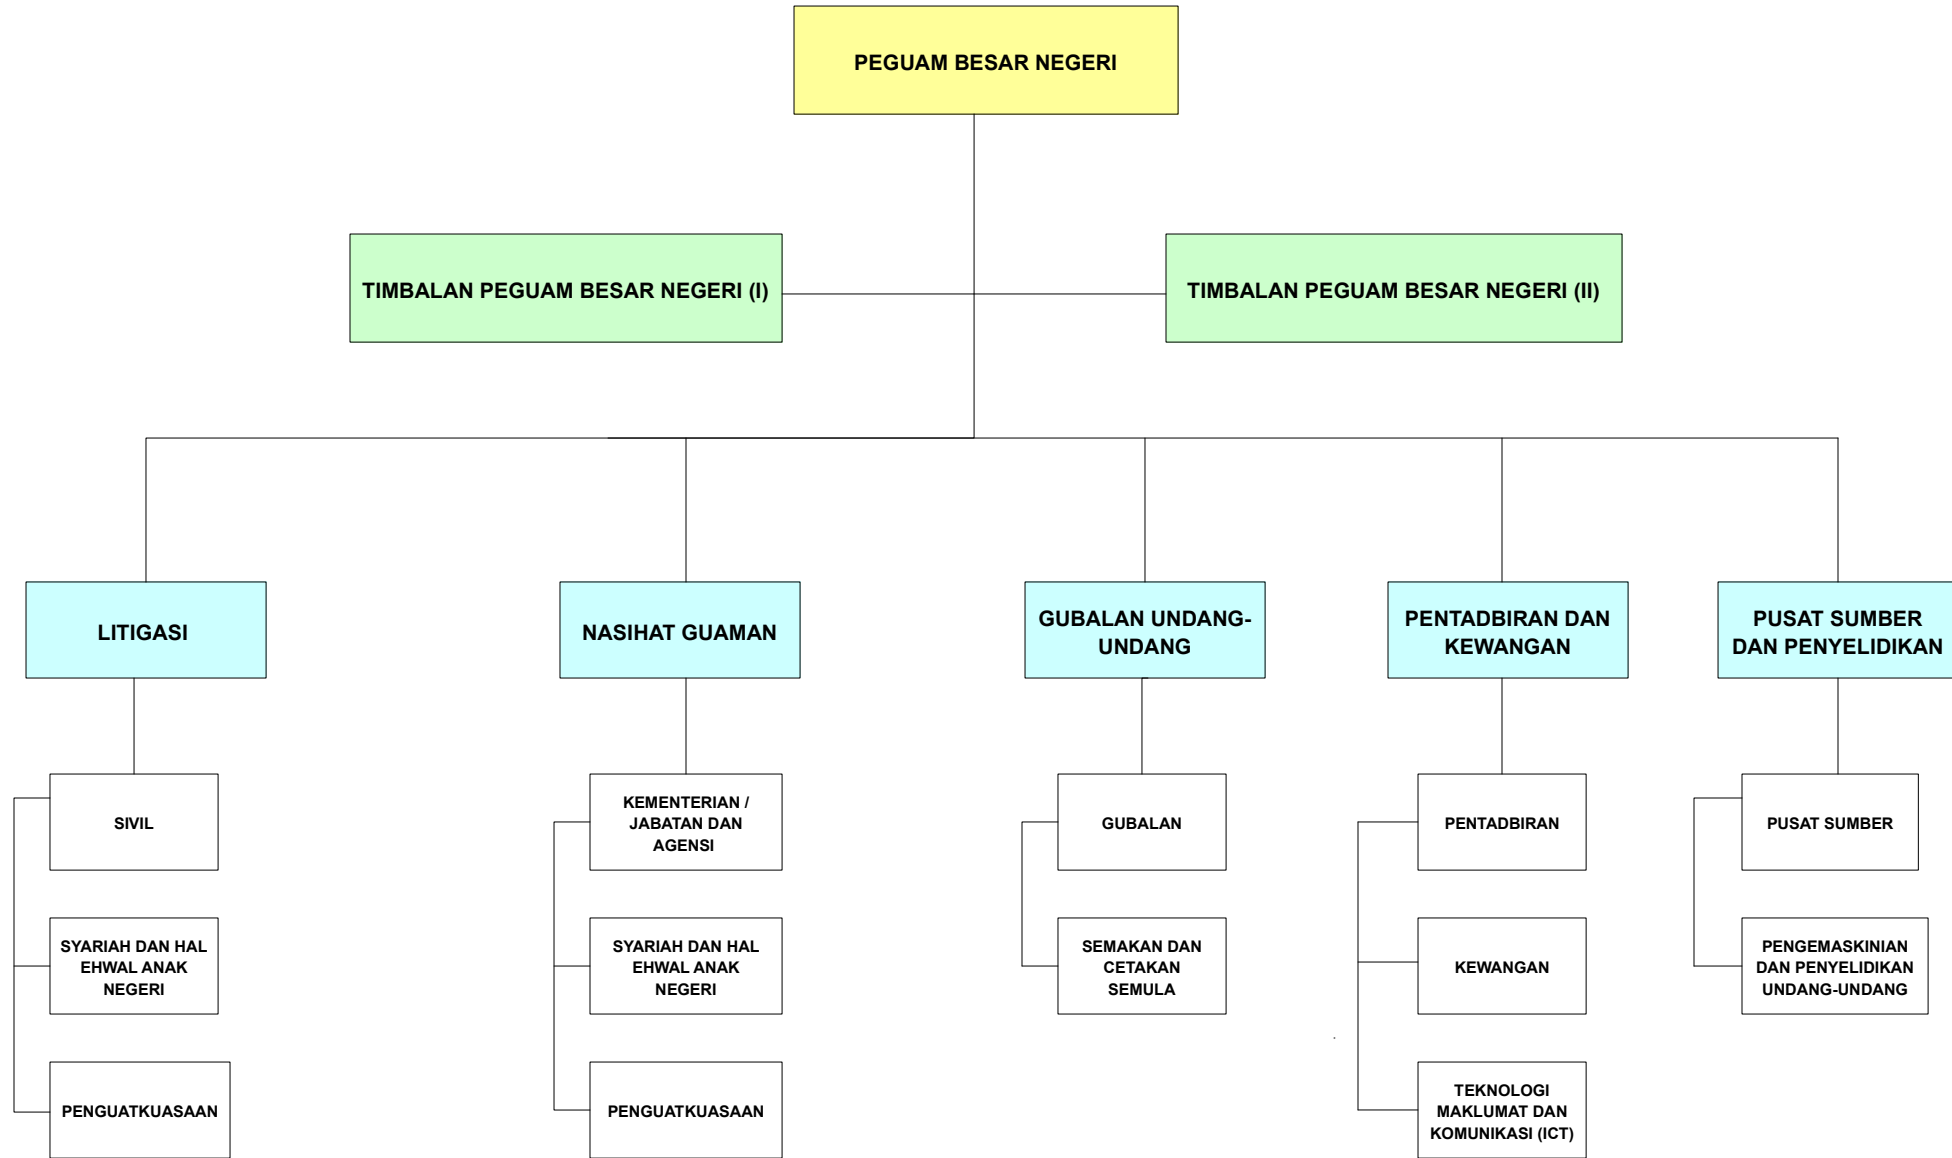 PEGUAM BESAR NEGERI
TIMBALAN PEGUAM BESAR NEGERI (I)
TIMBALAN PEGUAM BESAR NEGERI (II)
LITIGASI
NASIHAT GUAMAN
GUBALAN UNDANG-
UNDANG
PENTADBIRAN DAN
KEWANGAN
PUSAT SUMBER
DAN PENYELIDIKAN
SIVIL
SYARIAH DAN HAL
EHWAL ANAK
NEGERI
PENGUATKUASAAN
KEMENTERIAN /
JABATAN DAN
AGENSI
SYARIAH DAN HAL
EHWAL ANAK
NEGERI
PENGUATKUASAAN
GUBALAN
SEMAKAN DAN
CETAKAN
SEMULA
PENTADBIRAN
KEWANGAN
TEKNOLOGI
MAKLUMAT DAN
KOMUNIKASI (ICT)
PUSAT SUMBER
PENGEMASKINIAN
DAN PENYELIDIKAN
UNDANG-UNDANG